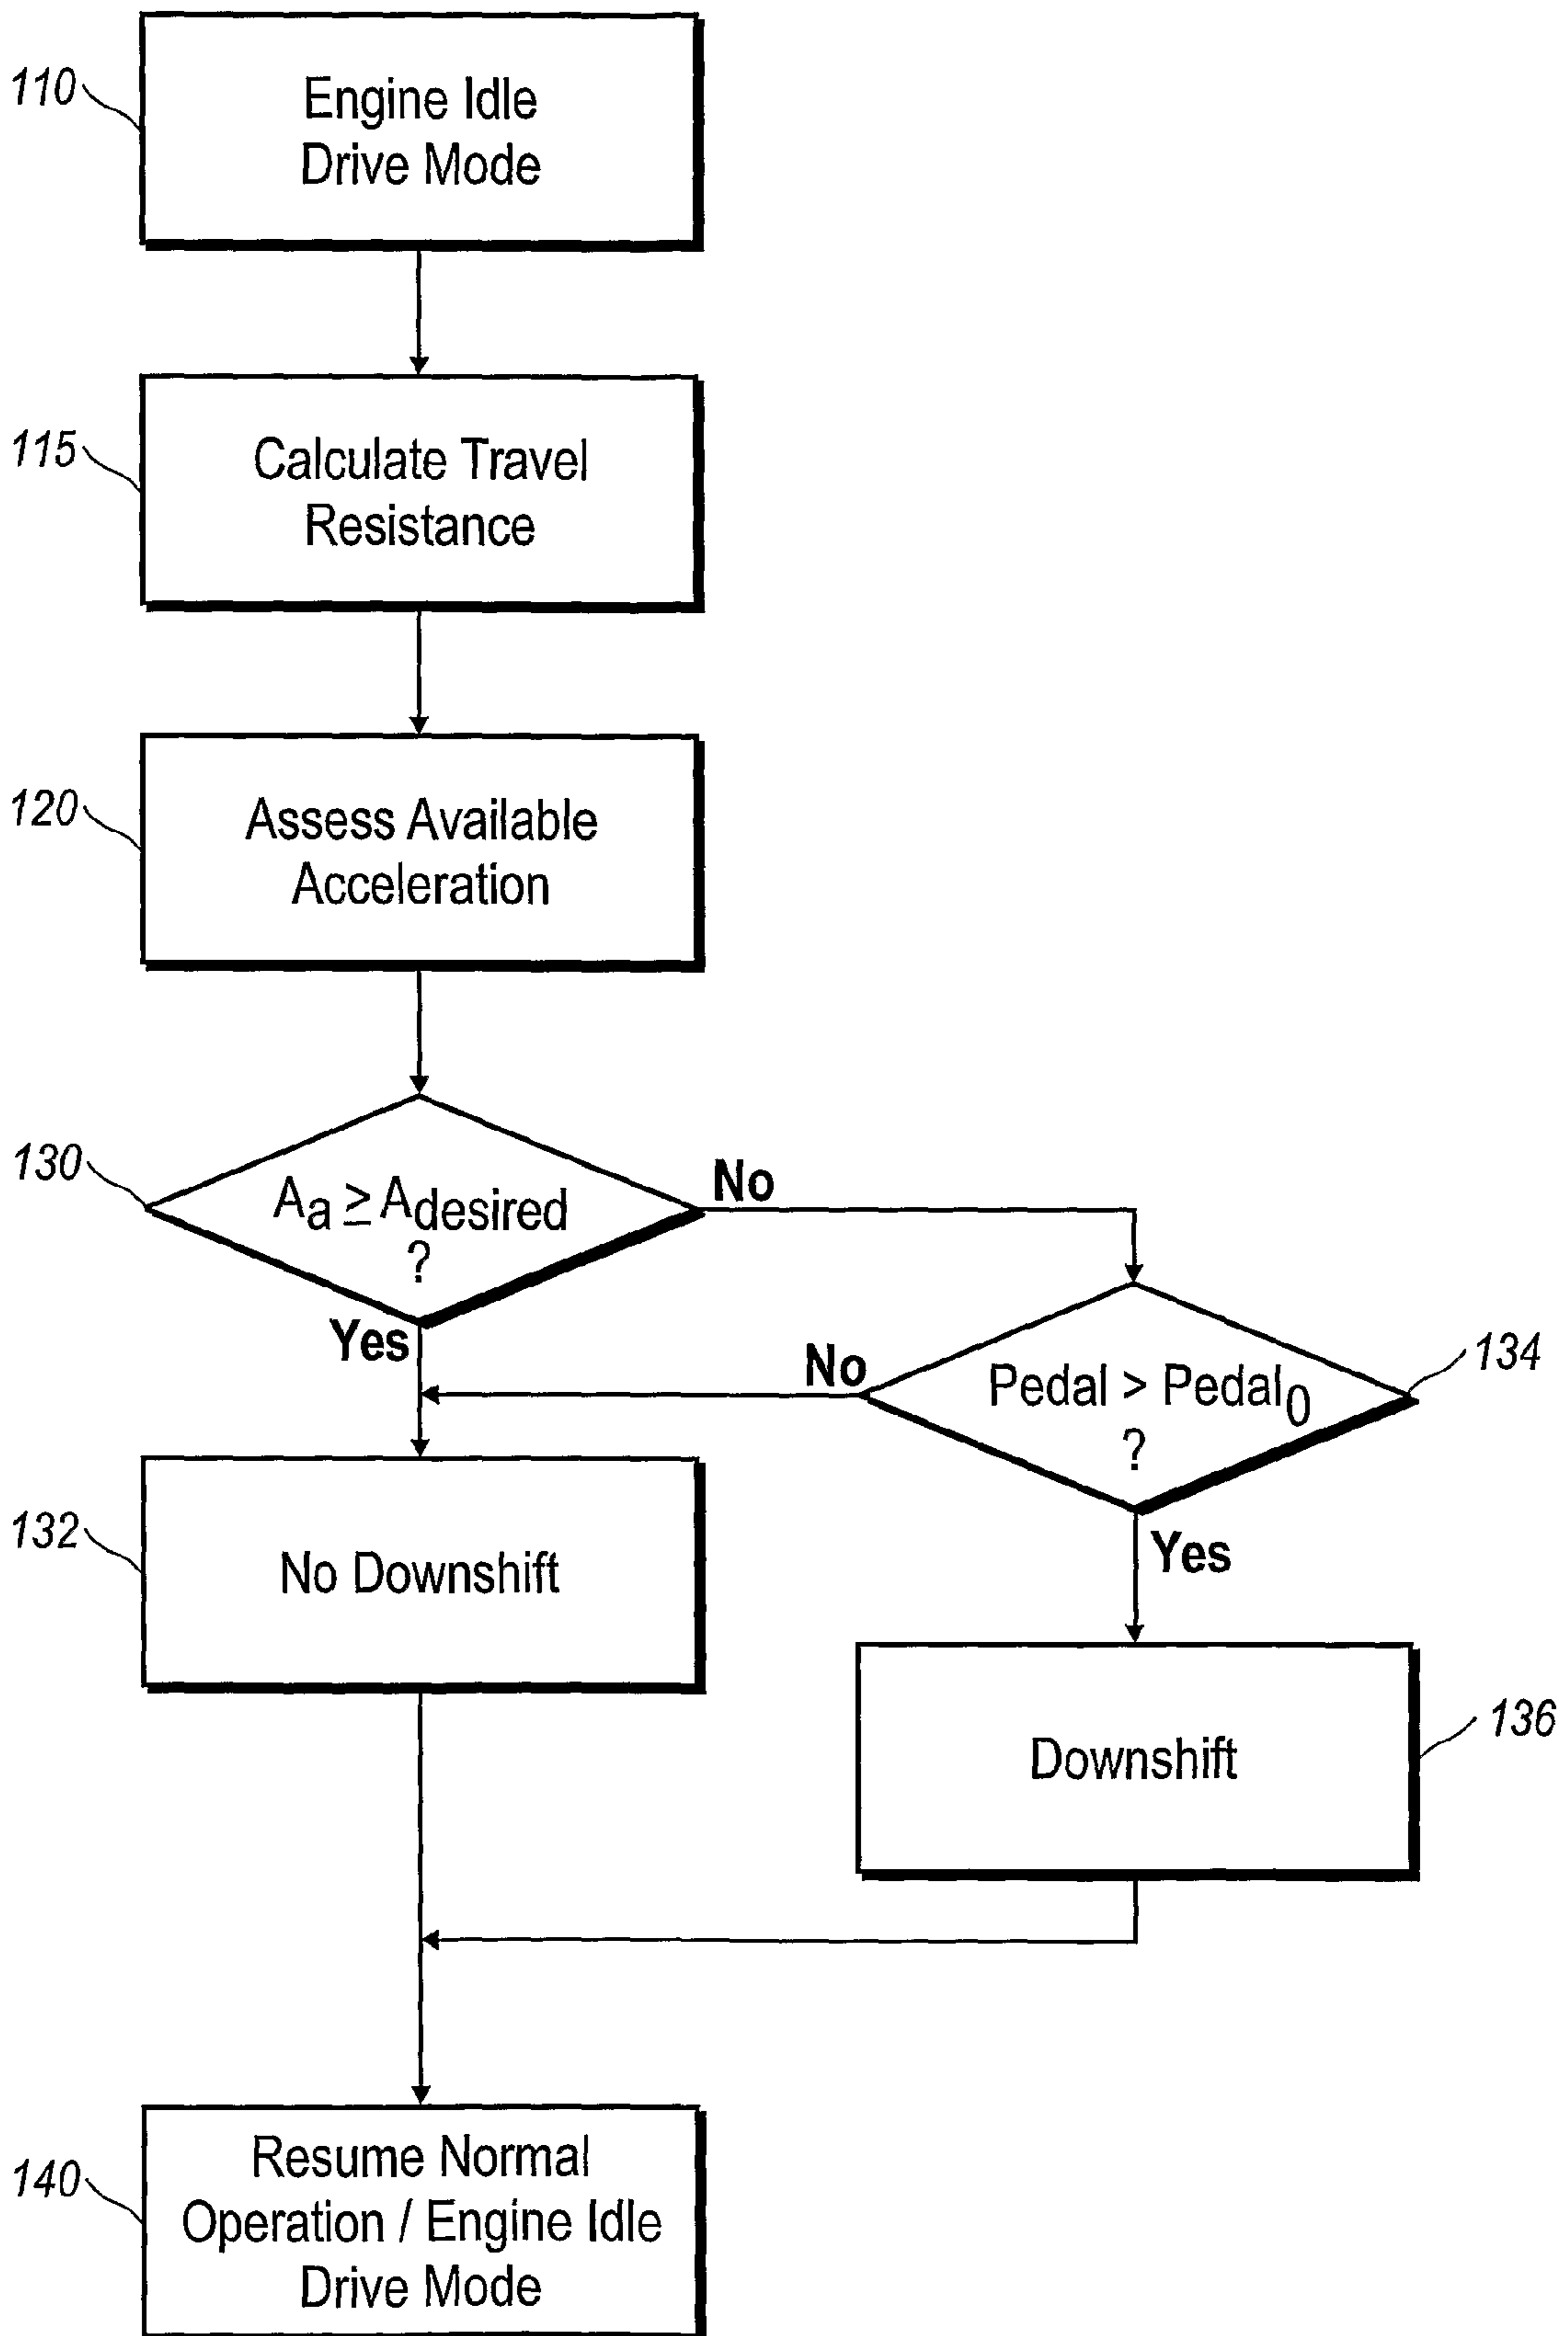 110
Engine Idle
Drive Mode
115
Calculate Travel
Resistance
120
Assess Available
Acceleration
130
Aa ≥ Adesired
?
No
Yes
134
Pedal > Pedal0
?
No
Yes
132
No Downshift
136
Downshift
140
Resume Normal
Operation / Engine Idle
Drive Mode